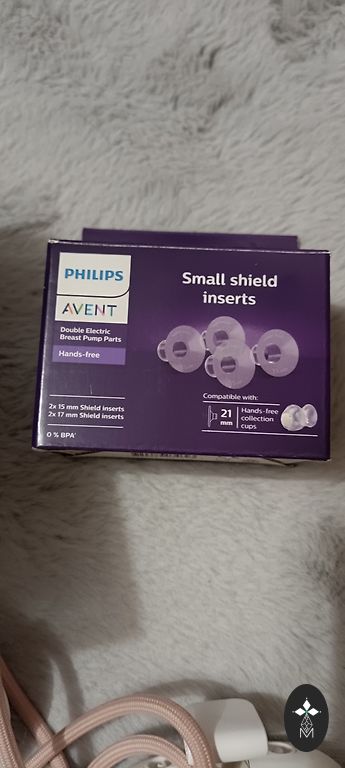 PHILIPS
AVENT
Double Electric
Breast Pump Parts
Hands-free
2x 15 mm Shield inserts
2x 17 mm Shield inserts
0 % BPA¹
Small shield
inserts
Compatible with:
21
mm
Hands-free
collection
cups
M